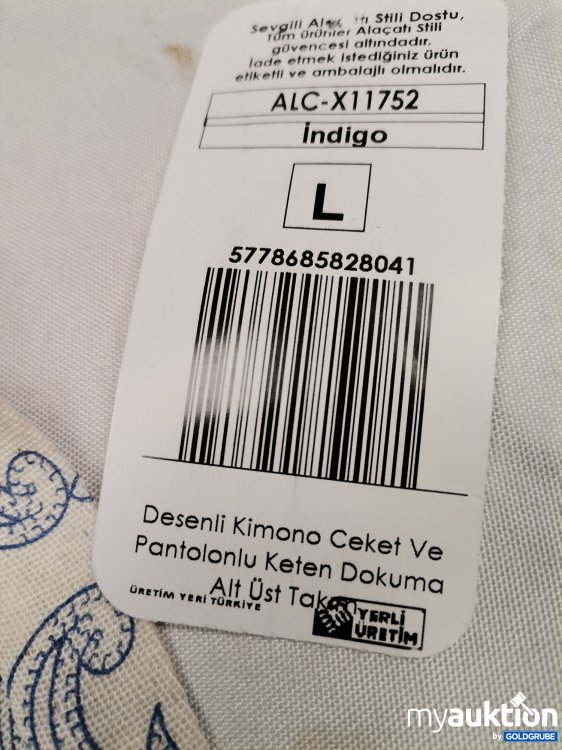 Sevgili Alaçatı Stili Dostu,
Tüm ürünler Alaçatı Stili
güvencesi altındadır.
İade etmek istediğiniz ürün
etiketli ve ambalajlı olmalıdır.
ALC-X11752
İndigo
L
5778685828041
Desenli Kimono Ceket Ve
Pantolonlu Keten Dokuma
Alt Üst Takım
ÜRETİM YERİ TÜRKİYE
YERLİ
ÜRETİM
myauktion
by GOLDGRUBE